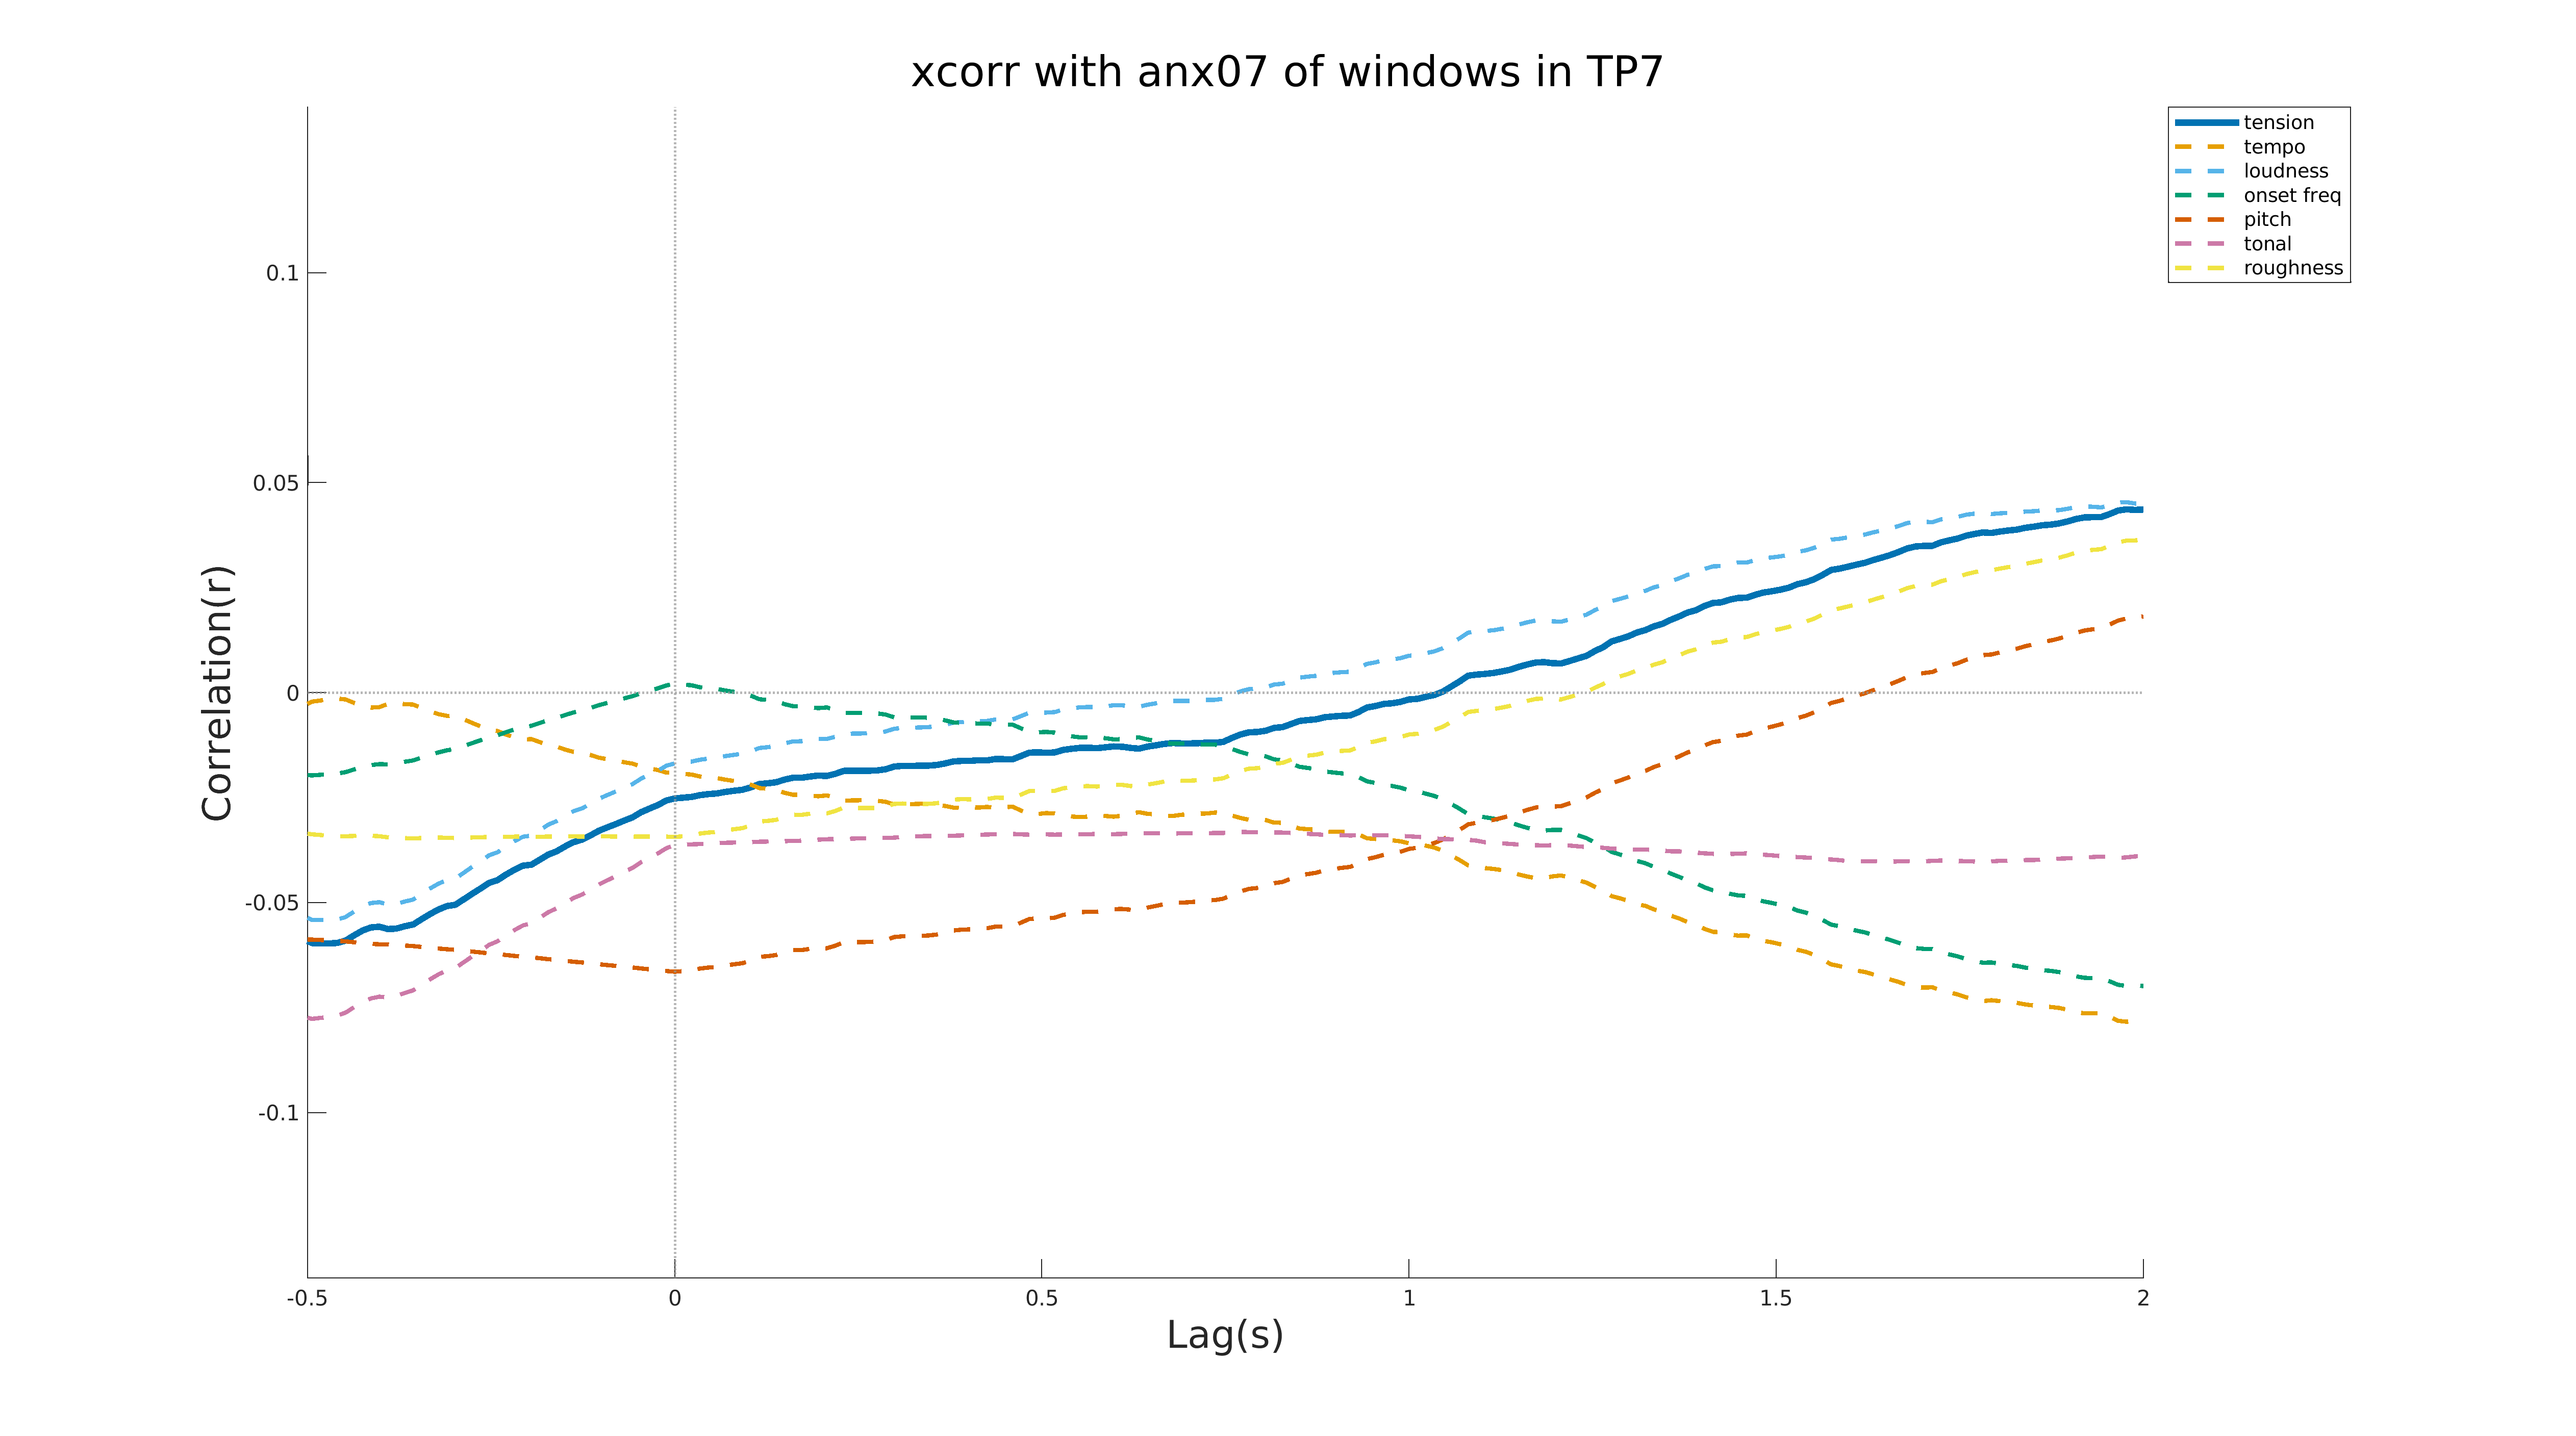 xcorr with anx07 of windows in TP7
tension
tempo
loudness
onset freq
pitch
tonal
roughness
0.1
0.05
0
-0.05
-0.1
Correlation(r)
-0.5 0 0.5 1 1.5 2
Lag(s)